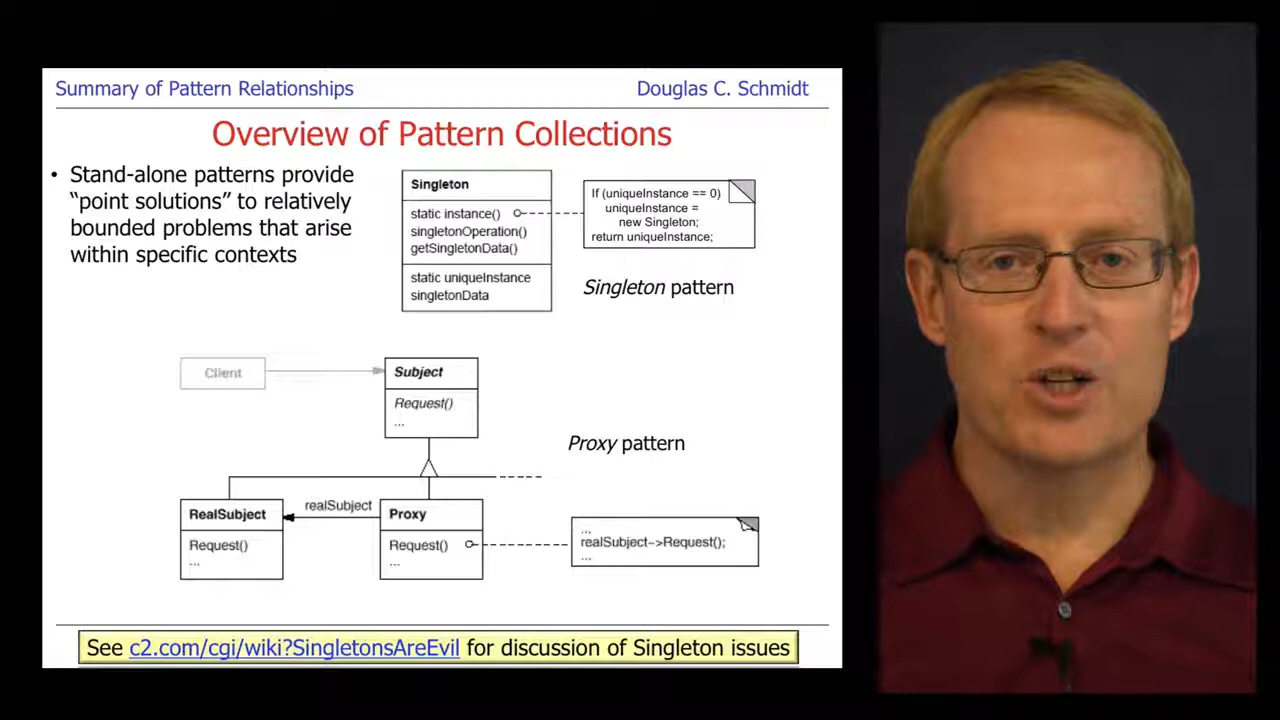 Summary of Pattern Relationships
Douglas C. Schmidt
Overview of Pattern Collections
• Stand-alone patterns provide
“point solutions” to relatively
bounded problems that arise
within specific contexts
Singleton
static instance()
singletonOperation()
getSingletonData()
static uniqueInstance
singletonData
If (uniqueInstance == 0)
uniqueInstance =
new Singleton;
return uniqueInstance;
Singleton pattern
Client
Subject
Request()
...
Proxy pattern
RealSubject
Request()
...
realSubject
Proxy
Request()
...
...
realSubject->Request();
...
See c2.com/cgi/wiki?SingletonsAreEvil for discussion of Singleton issues